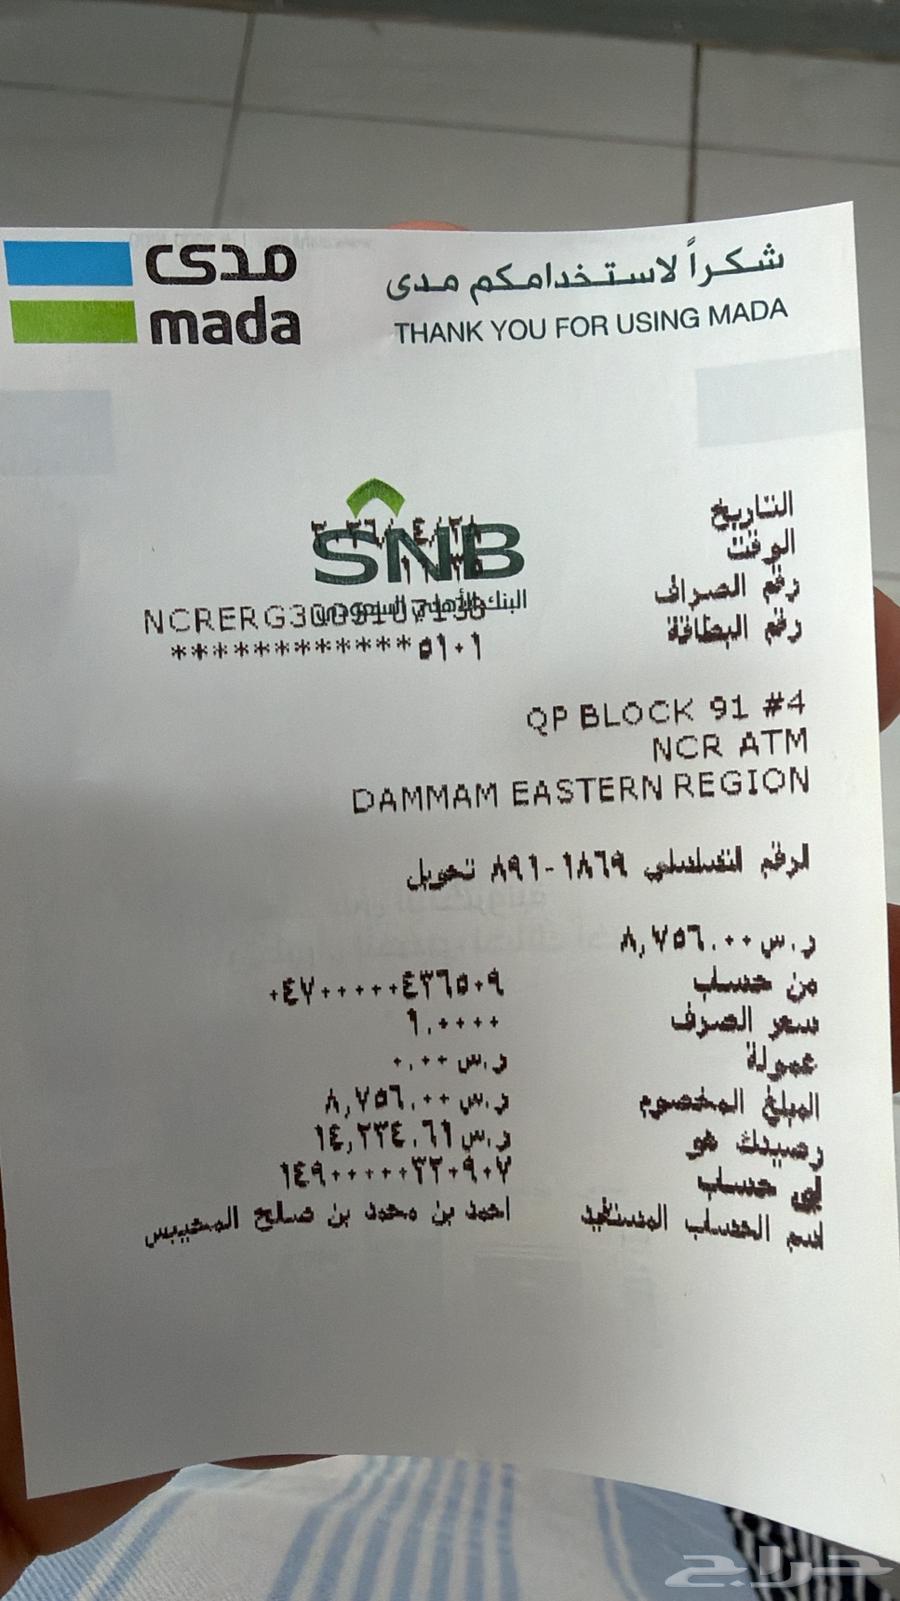 مدى
mada
شكراً لاستخدامكم مدى
THANK YOU FOR USING MADA
SNB
البنك الأهلي السعودي
التاريخ
الوقت
رقم الصراف
رقم البطاقة ************٥١٠١
QP BLOCK 91 #4
NCR ATM
DAMMAM EASTERN REGION
الرقم التسلسلي ١٨٦٩-٨٩١ تحويل
ر.س ٨,٧٥٦.٠٠
من حساب ٠٤٧٠٠٠٠٠٤٣٦٥٠٩
سعر الصرف ١.٠٠٠٠
عمولة ر.س ٠.٠٠
المبلغ المخصوم ر.س ٨,٧٥٦.٠٠
رصيدك هو ر.س ١٤,٢٣٤.٦١
إلى حساب ١٤٩٠٠٠٠٠٣٢٠٩٠٧
اسم الحساب المستفيد احمد بن محمد بن صالح المحيبس
حراج